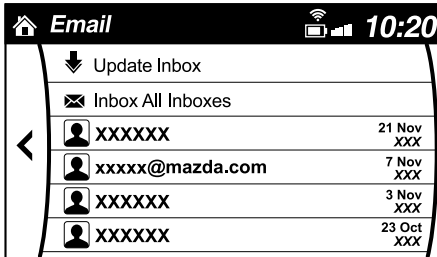 Email 10:20
Update Inbox
Inbox All Inboxes
XXXXXX 21 Nov
XXX
xxxxx@mazda.com 7 Nov
XXX
XXXXXX 3 Nov
XXX
XXXXXX 23 Oct
XXX